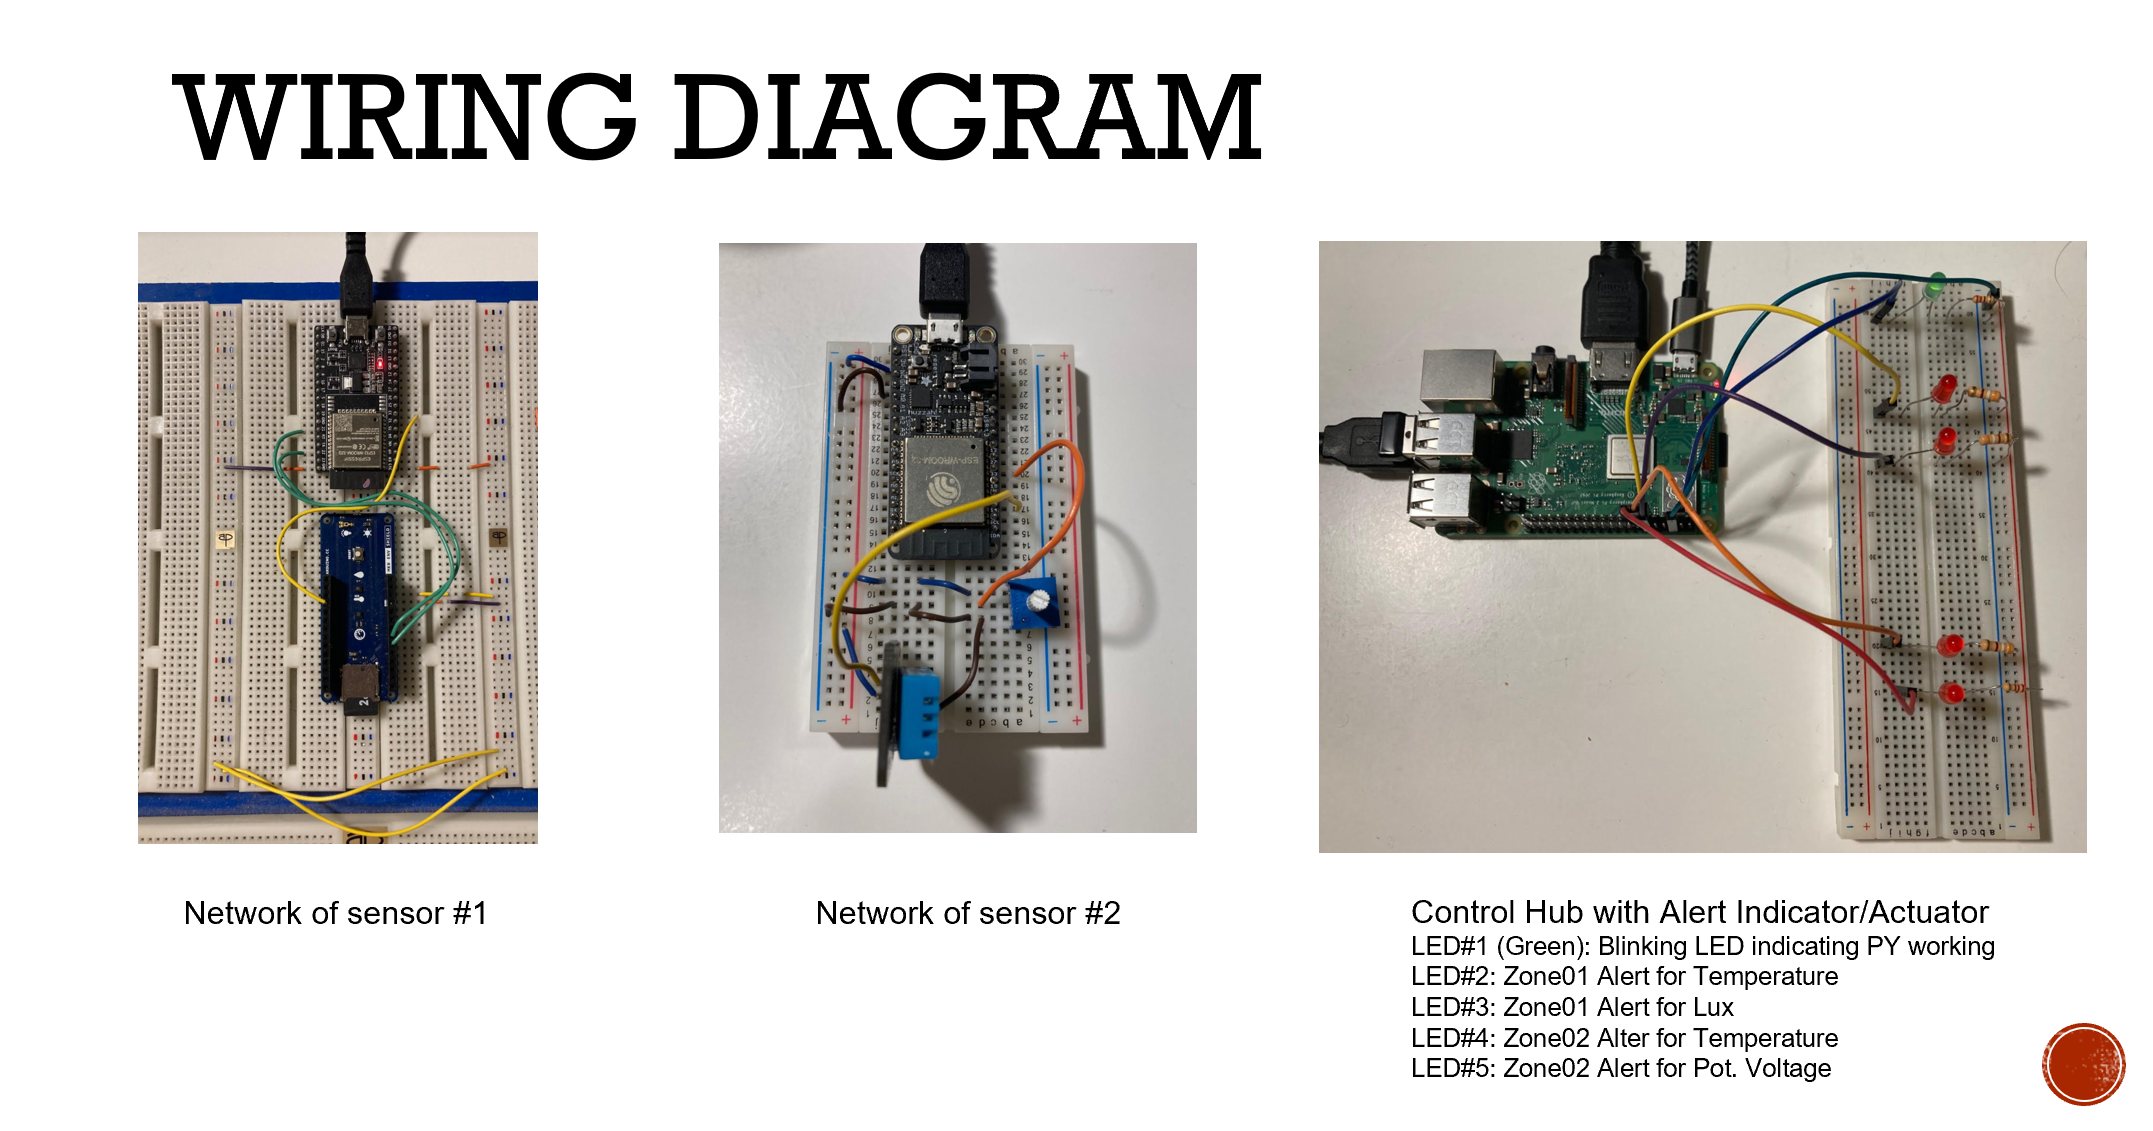 WIRING DIAGRAM
Network of sensor #1
Network of sensor #2
Control Hub with Alert Indicator/Actuator
LED#1 (Green): Blinking LED indicating PY working
LED#2: Zone01 Alert for Temperature
LED#3: Zone01 Alert for Lux
LED#4: Zone02 Alter for Temperature
LED#5: Zone02 Alert for Pot. Voltage